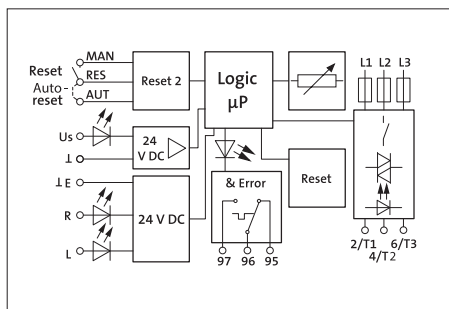 MAN
Reset
RES
Auto-
reset
AUT
Reset 2
Logic
µP
L1 L2 L3
Us
⊥
24
V DC
⊥ E
R
L
24 V DC
& Error
97 96 95
Reset
2/T1 6/T3
4/T2